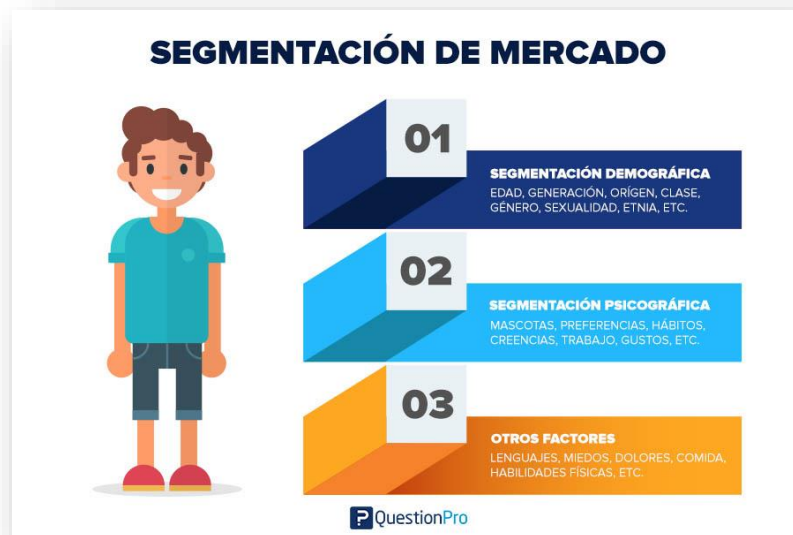 SEGMENTACIÓN DE MERCADO
01
SEGMENTACIÓN DEMOGRÁFICA
EDAD, GENERACIÓN, ORÍGEN, CLASE,
GÉNERO, SEXUALIDAD, ETNIA, ETC.
02
SEGMENTACIÓN PSICOGRÁFICA
MASCOTAS, PREFERENCIAS, HÁBITOS,
CREENCIAS, TRABAJO, GUSTOS, ETC.
03
OTROS FACTORES
LENGUAJES, MIEDOS, DOLORES, COMIDA,
HABILIDADES FÍSICAS, ETC.
QuestionPro